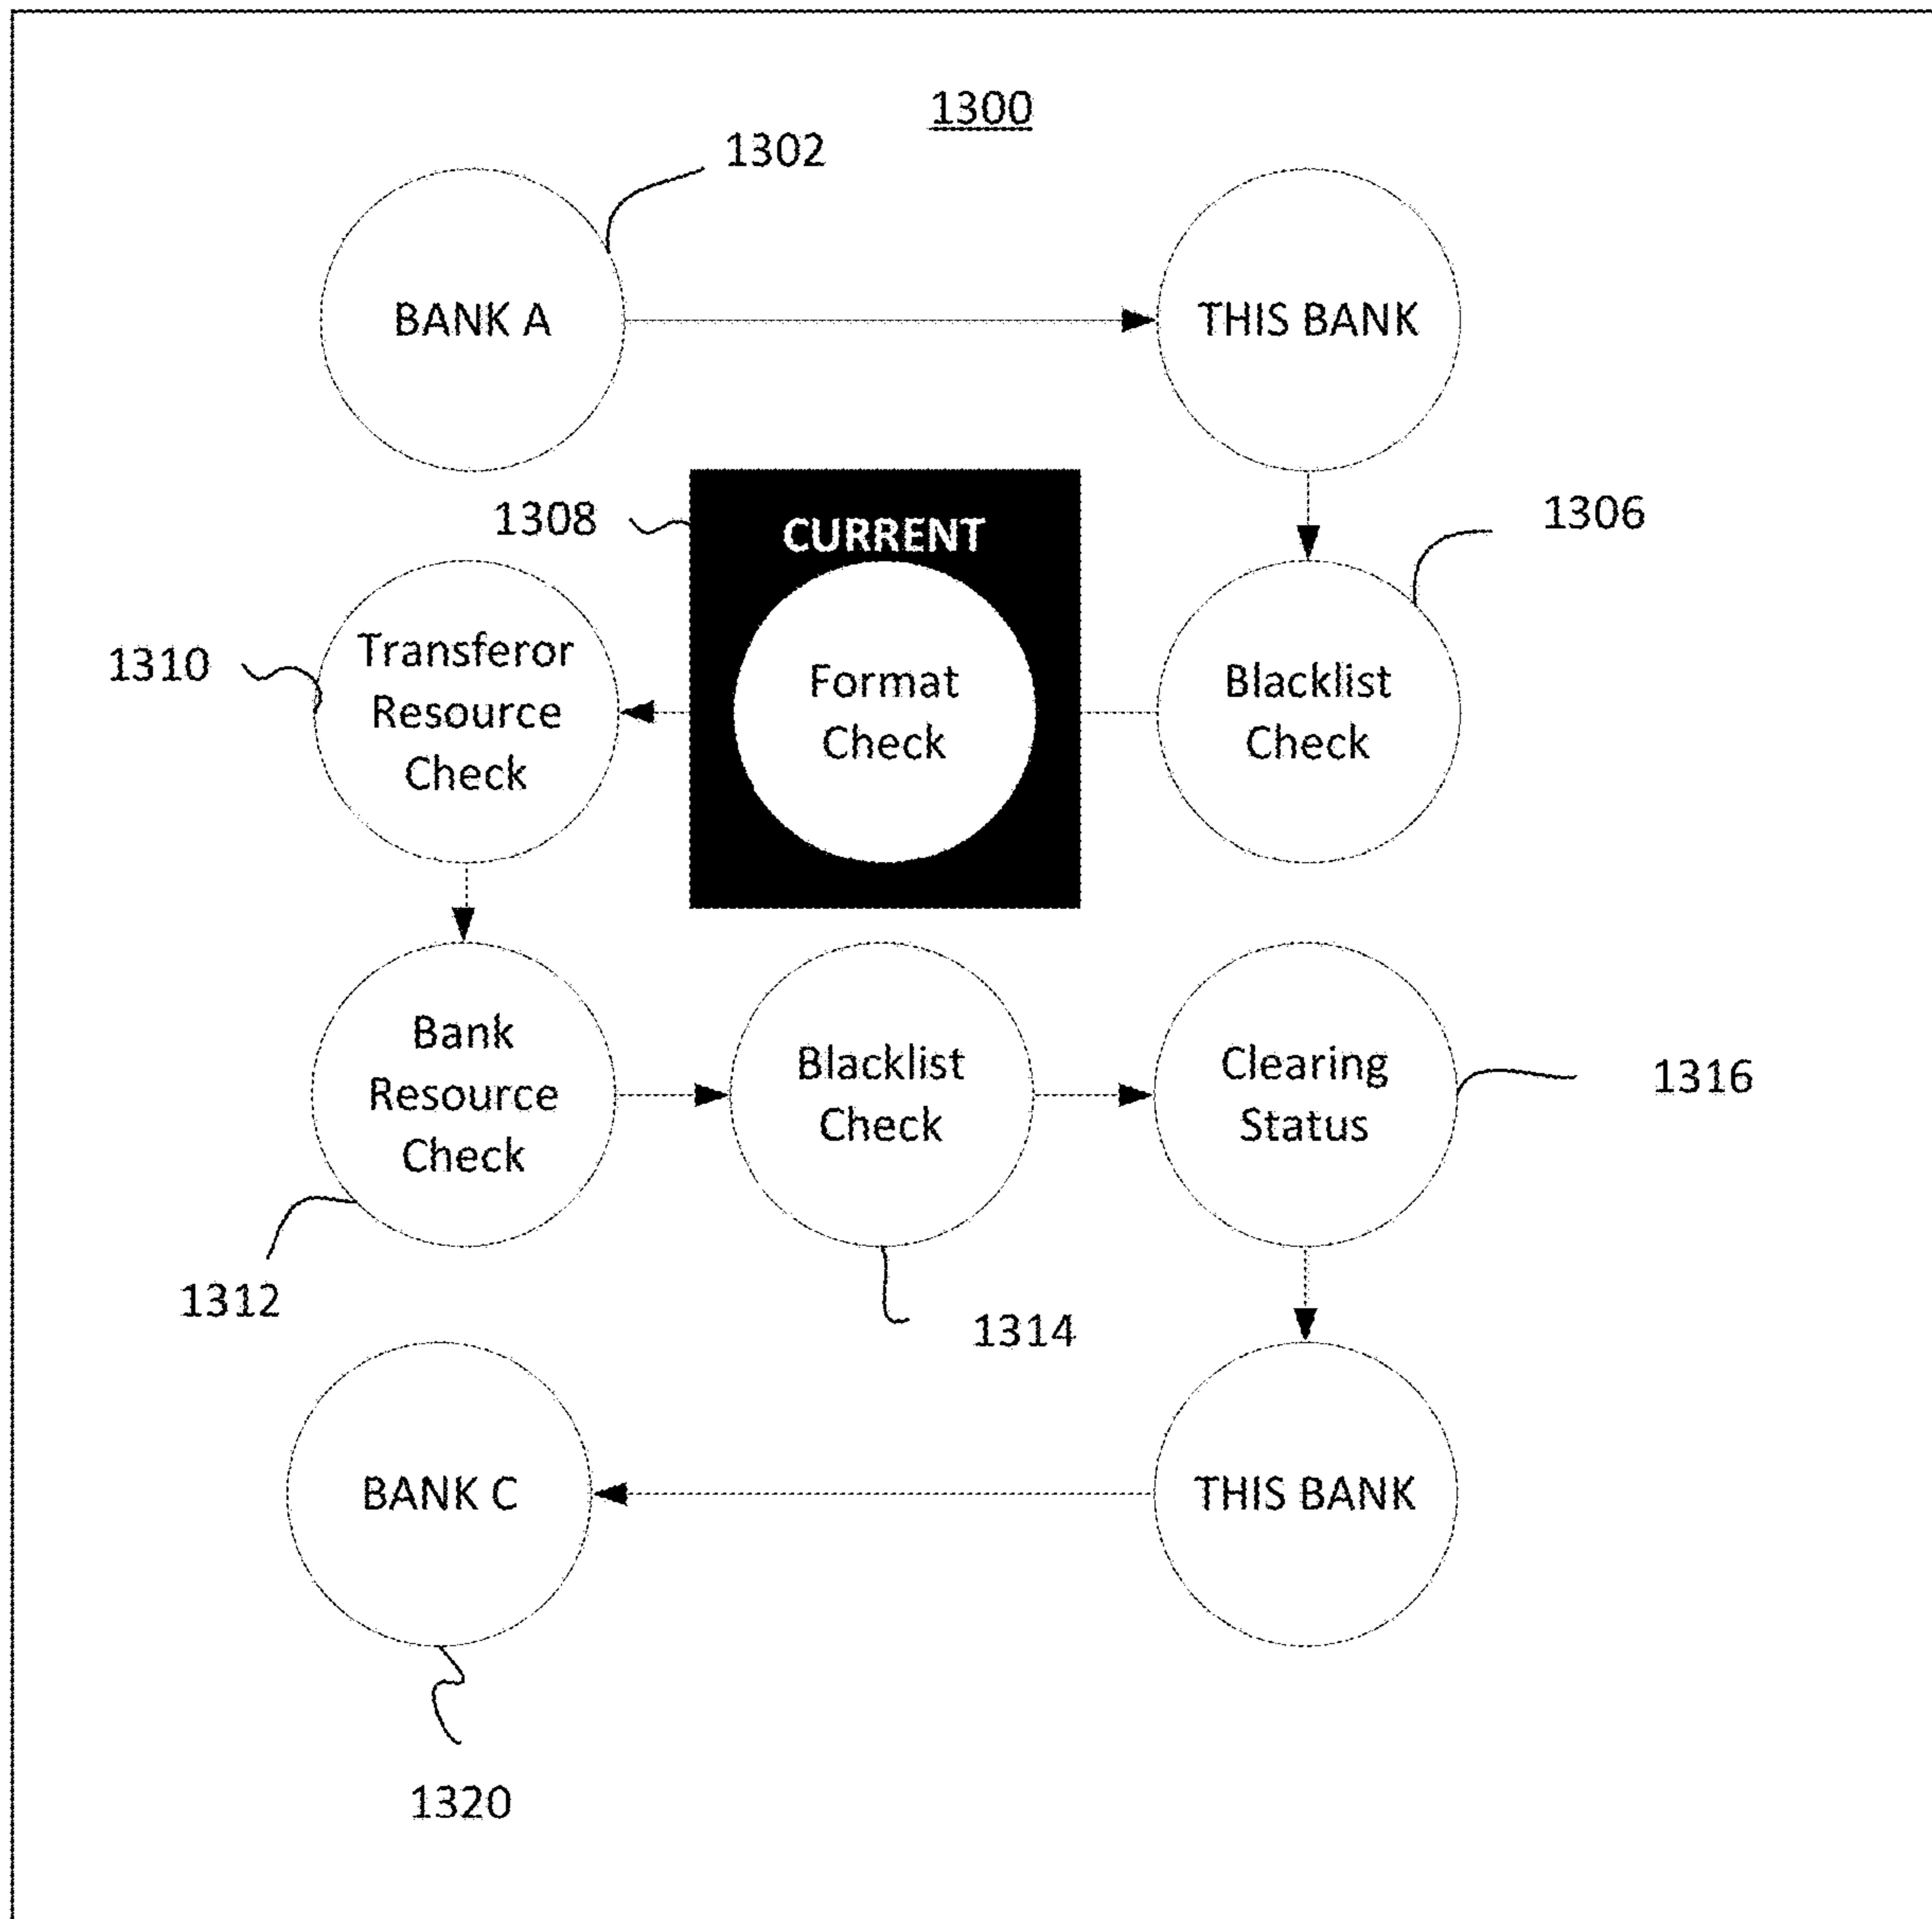 1300
1302
BANK A
THIS BANK
1308
CURRENT
1306
1310
Transferor
Resource
Check
Format
Check
Blacklist
Check
Bank
Resource
Check
Blacklist
Check
Clearing
Status
1316
1312
1314
BANK C
THIS BANK
1320